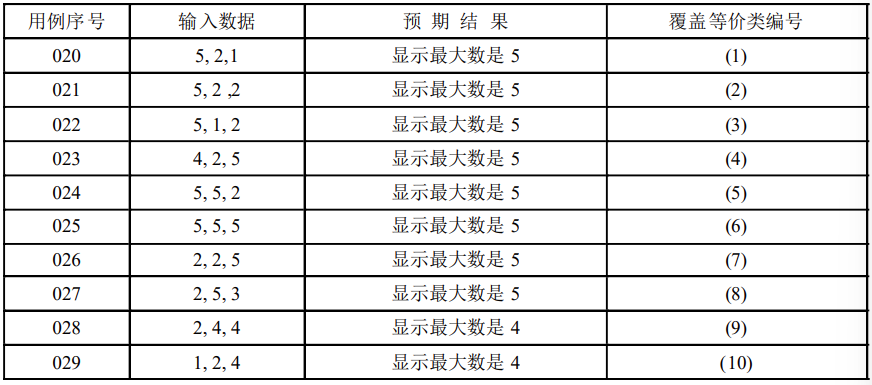 用例序号 输入数据 预 期 结 果 覆盖等价类编号
020 5, 2,1 显示最大数是 5 (1)
021 5, 2 ,2 显示最大数是 5 (2)
022 5, 1, 2 显示最大数是 5 (3)
023 4, 2, 5 显示最大数是 5 (4)
024 5, 5, 2 显示最大数是 5 (5)
025 5, 5, 5 显示最大数是 5 (6)
026 2, 2, 5 显示最大数是 5 (7)
027 2, 5, 3 显示最大数是 5 (8)
028 2, 4, 4 显示最大数是 4 (9)
029 1, 2, 4 显示最大数是 4 (10)